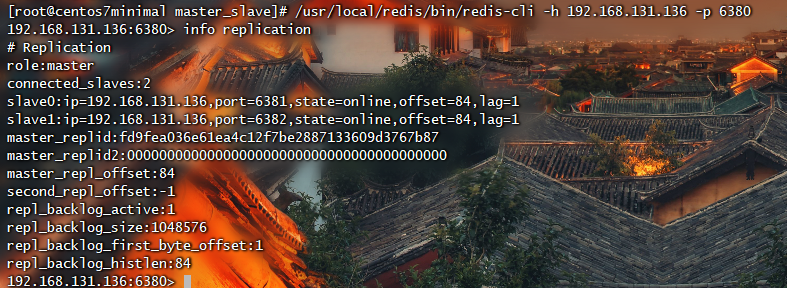 [root@centos7minimal master_slave]# /usr/local/redis/bin/redis-cli -h 192.168.131.136 -p 6380
192.168.131.136:6380> info replication
# Replication
role:master
connected_slaves:2
slave0:ip=192.168.131.136,port=6381,state=online,offset=84,lag=1
slave1:ip=192.168.131.136,port=6382,state=online,offset=84,lag=1
master_replid:fd9fea036e61ea4c12f7be2887133609d3767b87
master_replid2:0000000000000000000000000000000000000000
master_repl_offset:84
second_repl_offset:-1
repl_backlog_active:1
repl_backlog_size:1048576
repl_backlog_first_byte_offset:1
repl_backlog_histlen:84
192.168.131.136:6380>